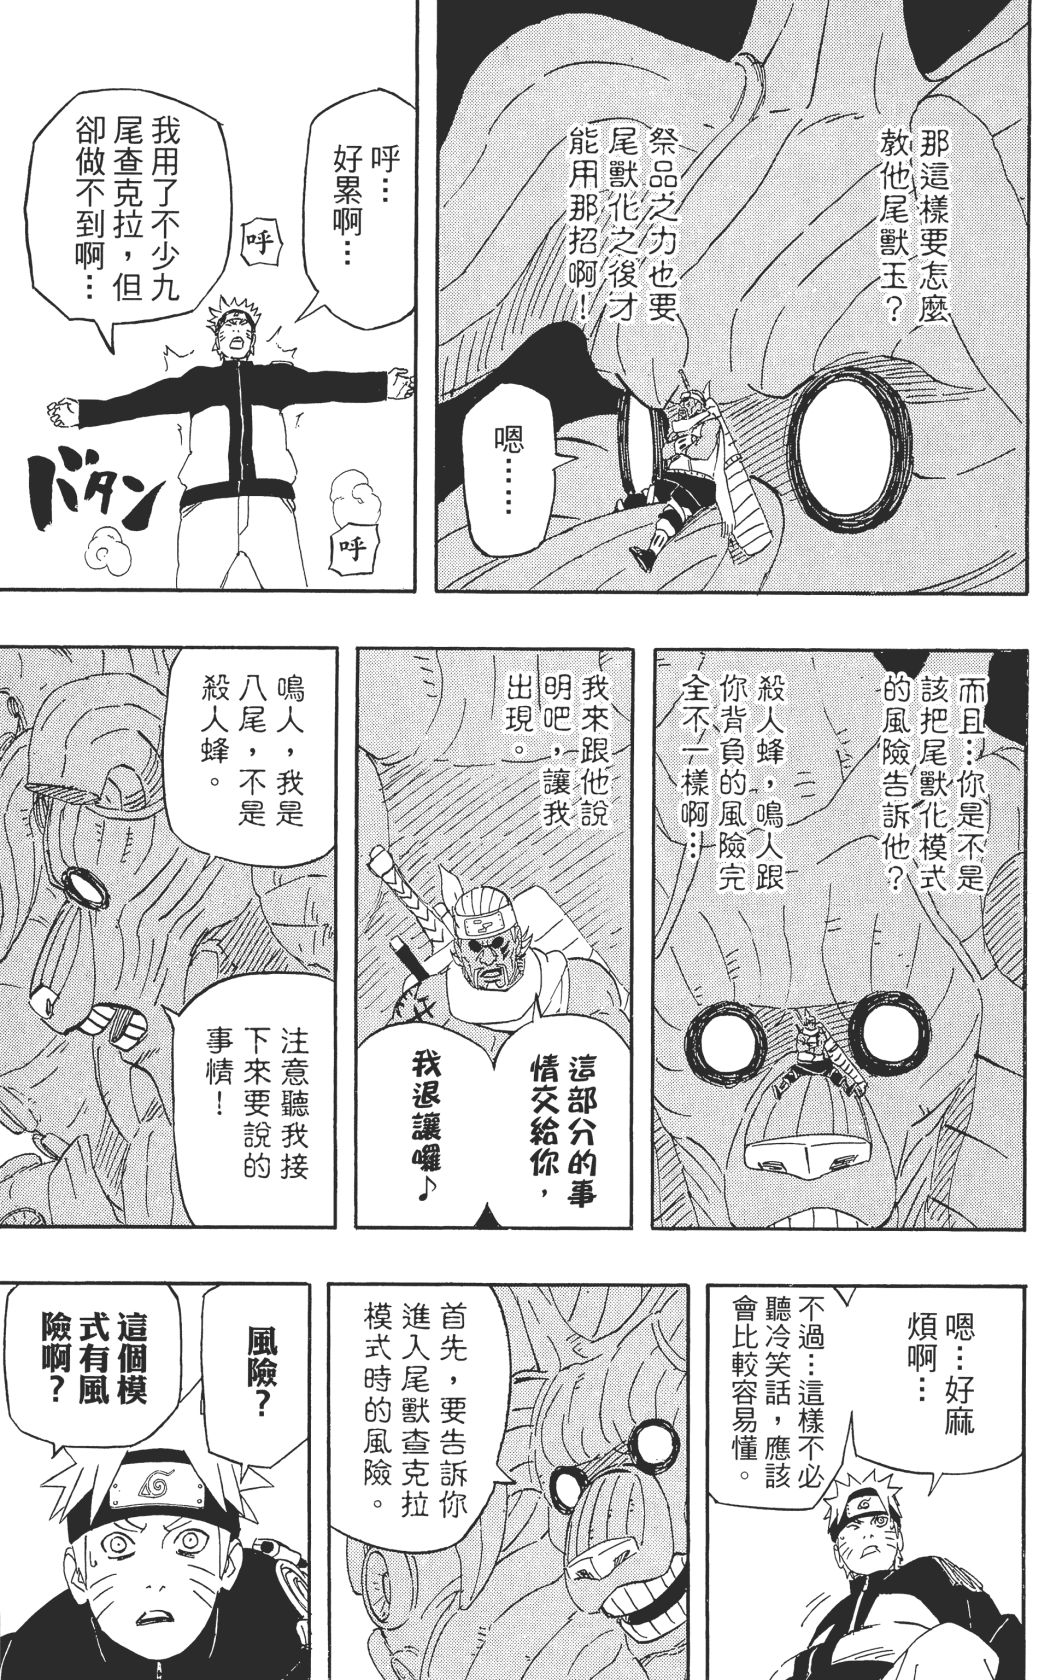 那這樣要怎麼
教他尾獸玉？
祭品之力也要
尾獸化之後才
能用那招啊！
嗯……
呼…
好累啊…
呼
我用了不少九
尾查克拉，但
卻做不到啊…
呼
バタン
而且…你是不是
該把尾獸化模式
的風險告訴他？
殺人蜂，鳴人跟
你背負的風險完
全不一樣啊…
我來跟他說
明吧，讓我
出現。
這部分的事
情交給你，
我退讓囉♪
鳴人，我是
八尾，不是
殺人蜂。
注意聽我接
下來要說的
事情！
嗯…好麻
煩啊…
不過…這樣不必
聽冷笑話，應該
會比較容易懂。
首先，要告訴你
進入尾獸查克拉
模式時的風險。
風險？
這個模
式有風
險啊？